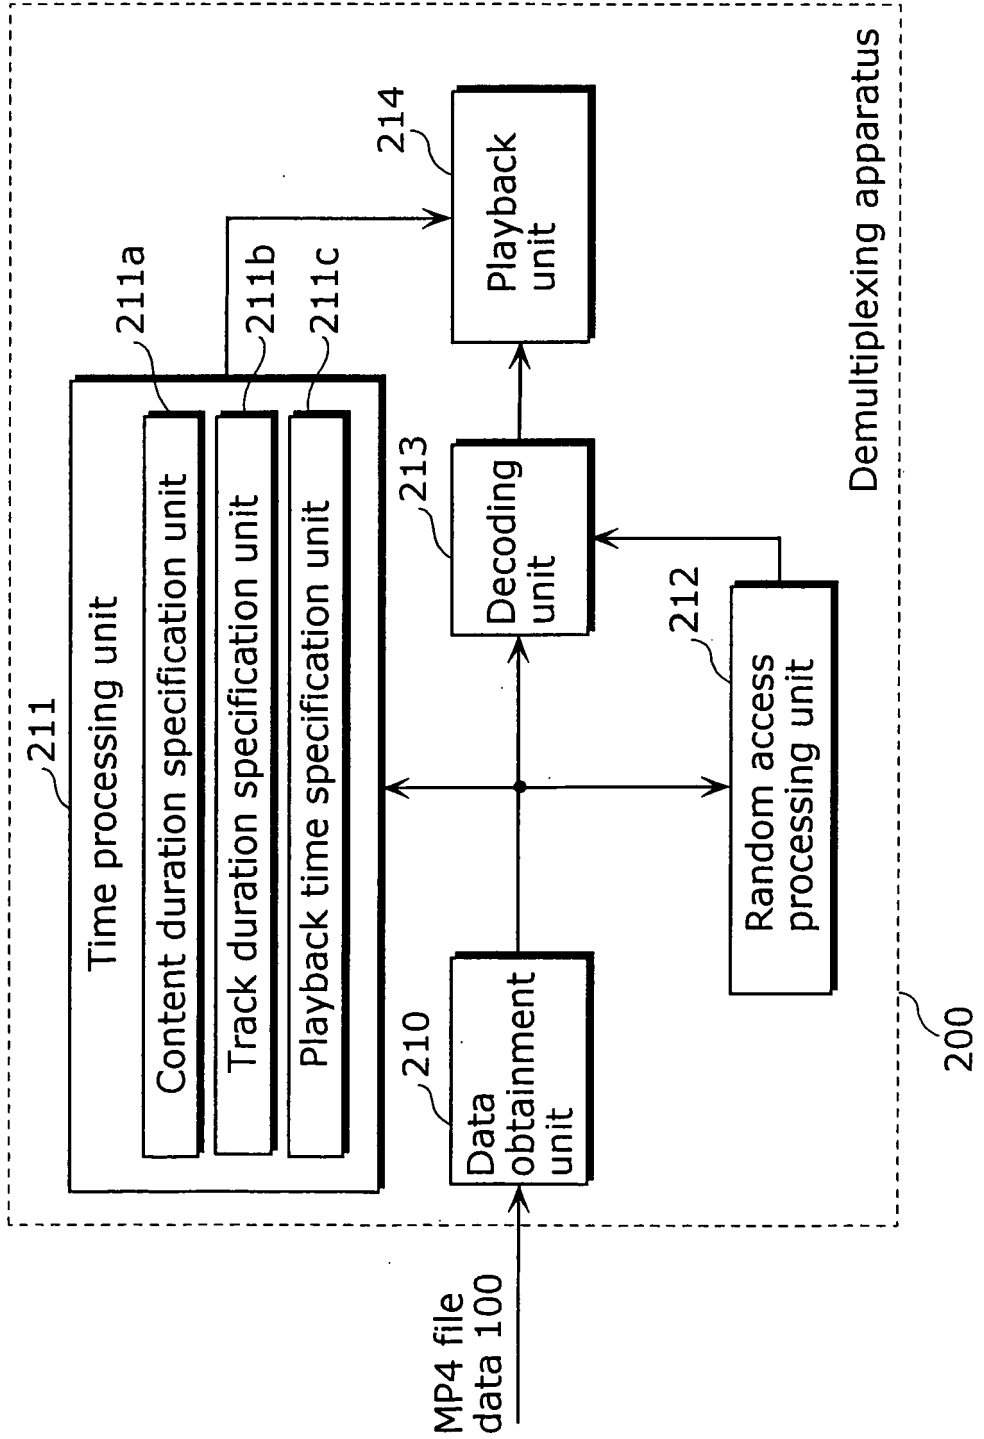 211
Time processing unit
Content duration specification unit
211a
Track duration specification unit
211b
Playback time specification unit
211c
MP4 file
data 100
210
Data
obtainment
unit
213
Decoding
unit
214
Playback
unit
212
Random access
processing unit
Demultiplexing apparatus
200